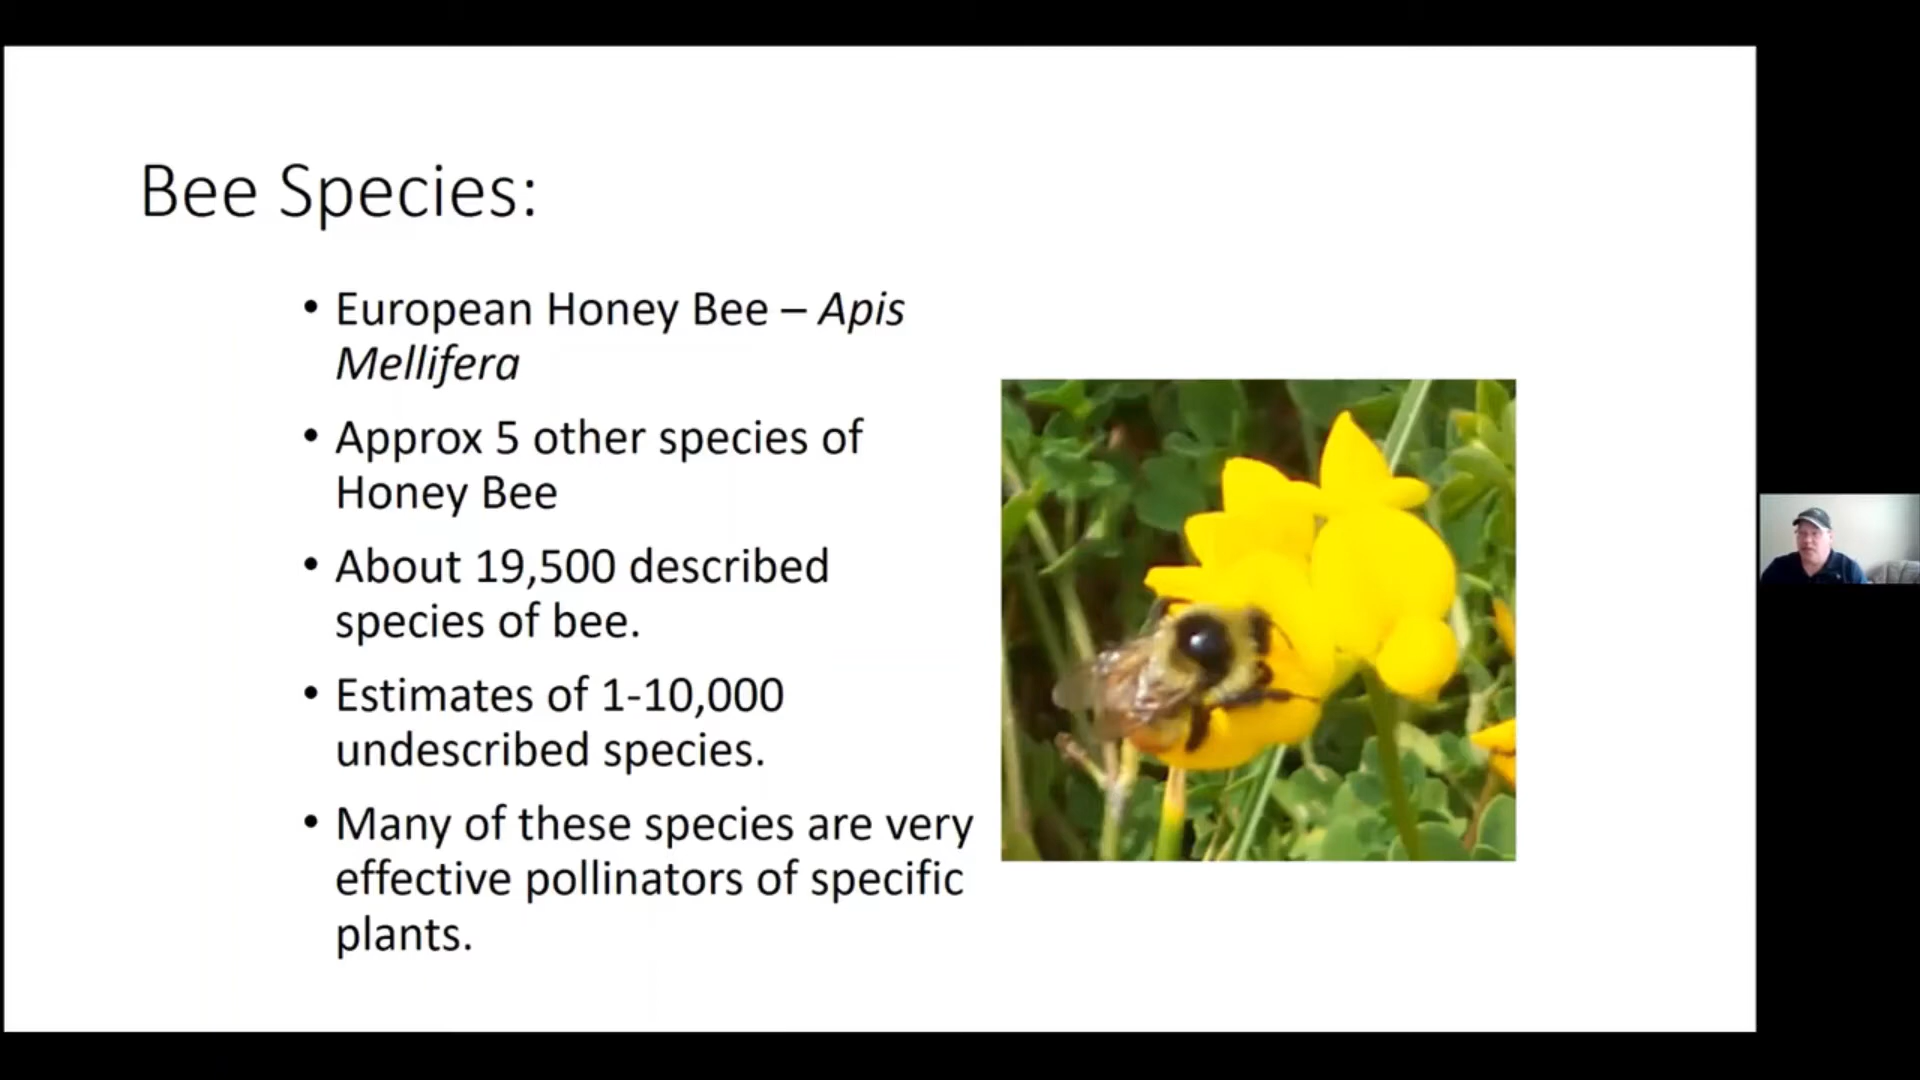 Bee Species:
• European Honey Bee – Apis
Mellifera
• Approx 5 other species of
Honey Bee
• About 19,500 described
species of bee.
• Estimates of 1-10,000
undescribed species.
• Many of these species are very
effective pollinators of specific
plants.